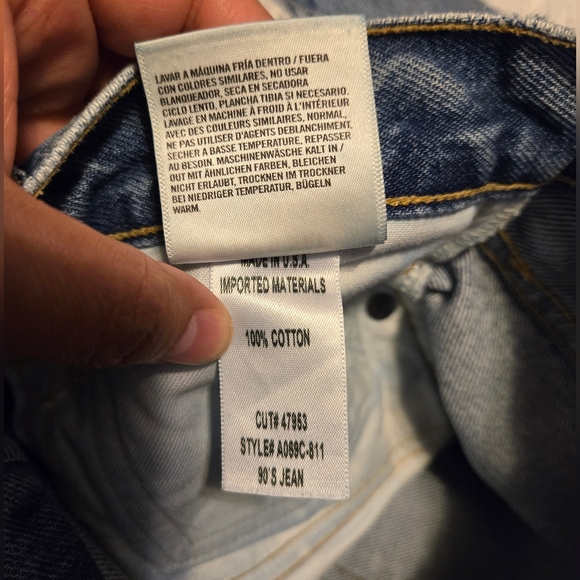 LAVAR A MÁQUINA FRÍA DENTRO / FUERA
CON COLORES SIMILARES, NO USAR
BLANQUEADOR, SECA EN SECADORA
CICLO LENTO, PLANCHA TIBIA SI NECESARIO.
LAVAGE EN MACHINE À FROID À L'INTÉRIEUR
AVEC DES COULEURS SIMILAIRES, NORMAL,
NE PAS UTILISER D'AGENTS DEBLANCHIMENT,
SECHER A BASSE TEMPERATURE, REPASSER
AU BESOIN. MASCHINENWÄSCHE KALT IN /
OUT MIT ÄHNLICHEN FARBEN, BLEICHEN
NICHT ERLAUBT, TROCKNEN IM TROCKNER
BEI NIEDRIGER TEMPERATUR, BÜGELN
WARM.
MADE IN U.S.A.
IMPORTED MATERIALS
100% COTTON
CUT# 47953
STYLE# A069C-811
90'S JEAN